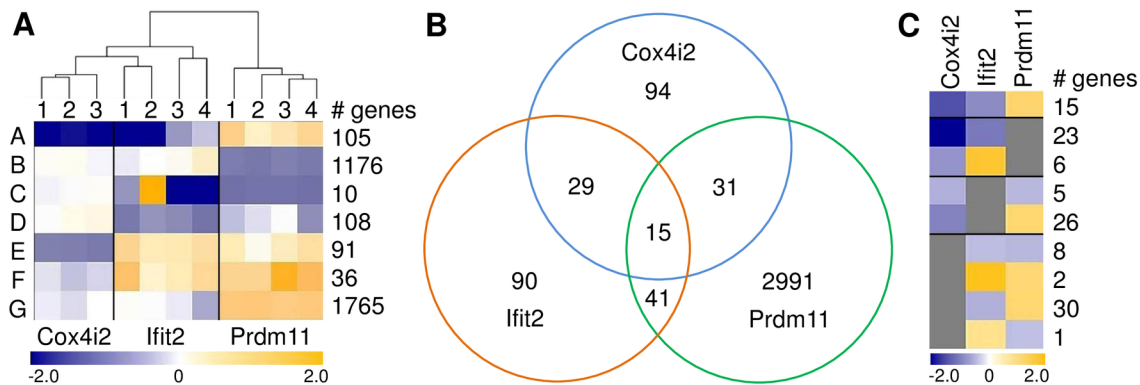 A
1 2 3 1 2 3 4 1 2 3 4 # genes
A 105
B 1176
C 10
D 108
E 91
F 36
G 1765
Cox4i2 Ifit2 Prdm11
-2.0 0 2.0
B
Cox4i2
94
29 31
15
90 41 2991
Ifit2 Prdm11
C
Cox4i2 Ifit2 Prdm11
# genes
15
23
6
5
26
8
2
30
1
-2.0 0 2.0